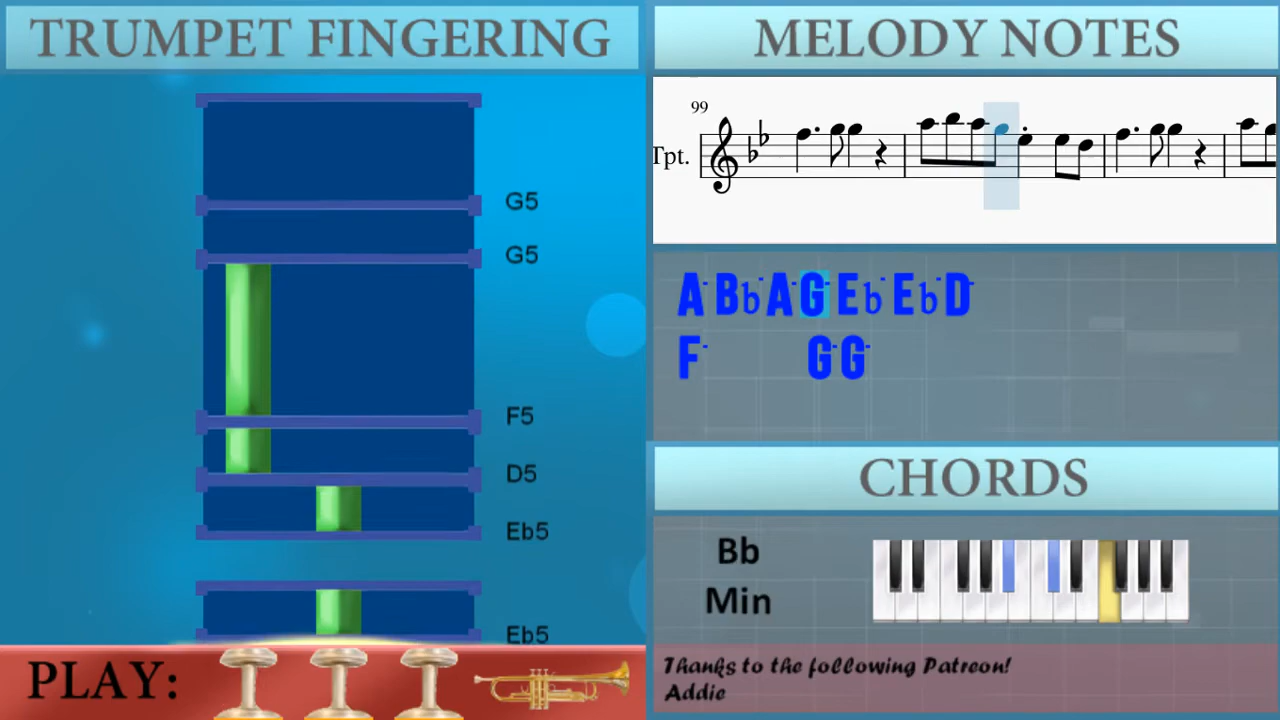 TRUMPET FINGERING
G5
G5
F5
D5
Eb5
Eb5
PLAY:
MELODY NOTES
99
Tpt.
A- Bb- A- G- Eb- Eb- D-
F- G- G-
CHORDS
Bb
Min
Thanks to the following Patreon!
Addie